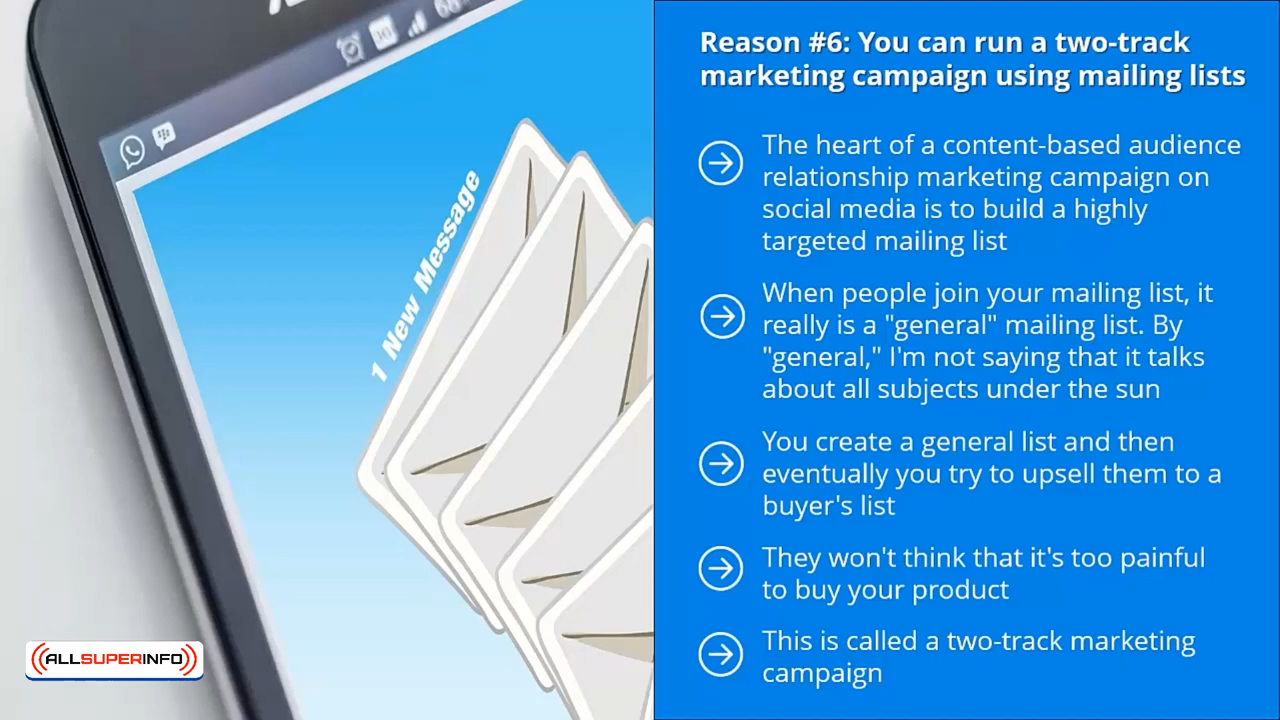 Reason #6: You can run a two-track
marketing campaign using mailing lists
The heart of a content-based audience
relationship marketing campaign on
social media is to build a highly
targeted mailing list
When people join your mailing list, it
really is a "general" mailing list. By
"general," I'm not saying that it talks
about all subjects under the sun
You create a general list and then
eventually you try to upsell them to a
buyer's list
They won't think that it's too painful
to buy your product
This is called a two-track marketing
campaign
1 New Message
ALLSUPERINFO